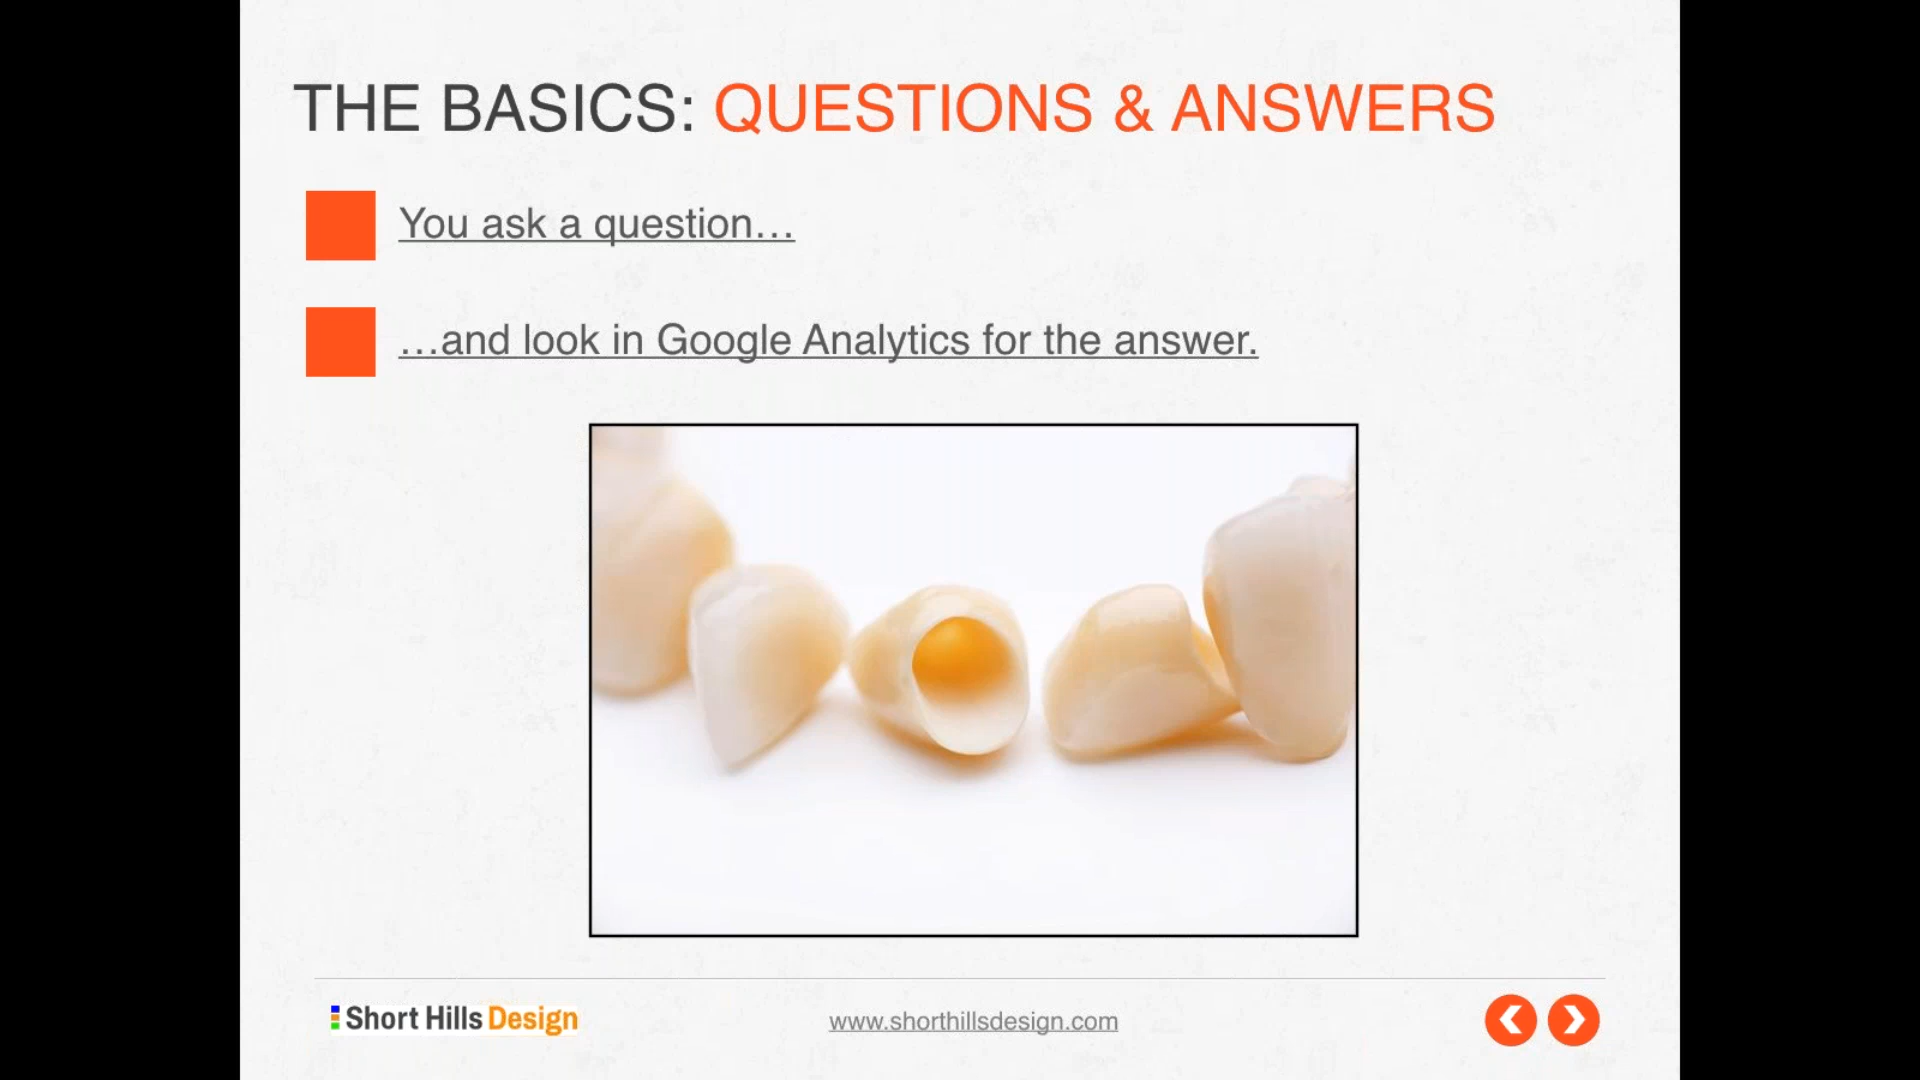 THE BASICS: QUESTIONS & ANSWERS
You ask a question…
…and look in Google Analytics for the answer.
Short Hills Design
www.shorthillsdesign.com